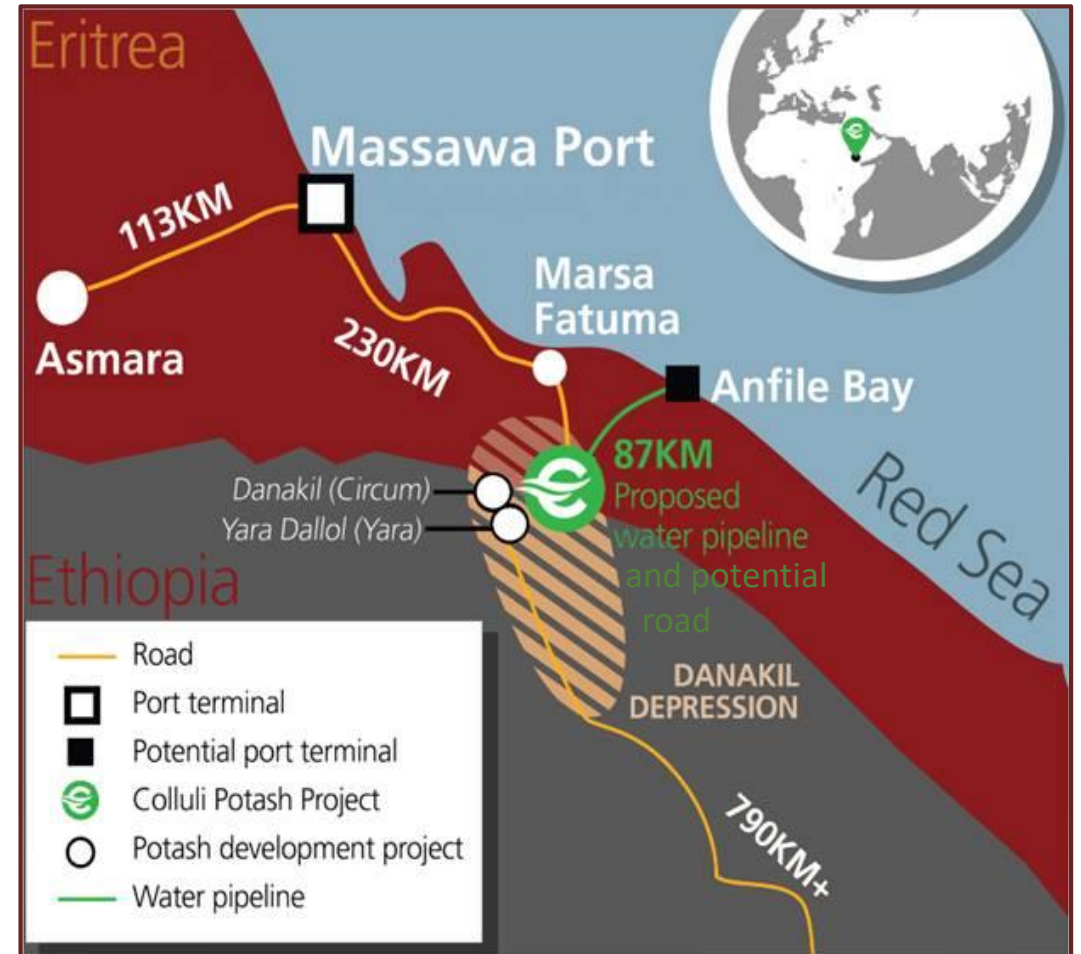 Eritrea
Massawa Port
113KM
Asmara
230KM
Marsa
Fatuma
Anfile Bay
87KM
Proposed
water pipeline
and potential
road
Red Sea
Danakil (Circum)
Yara Dallol (Yara)
Ethiopia
DANAKIL
DEPRESSION
790KM+
Road
Port terminal
Potential port terminal
Colluli Potash Project
Potash development project
Water pipeline